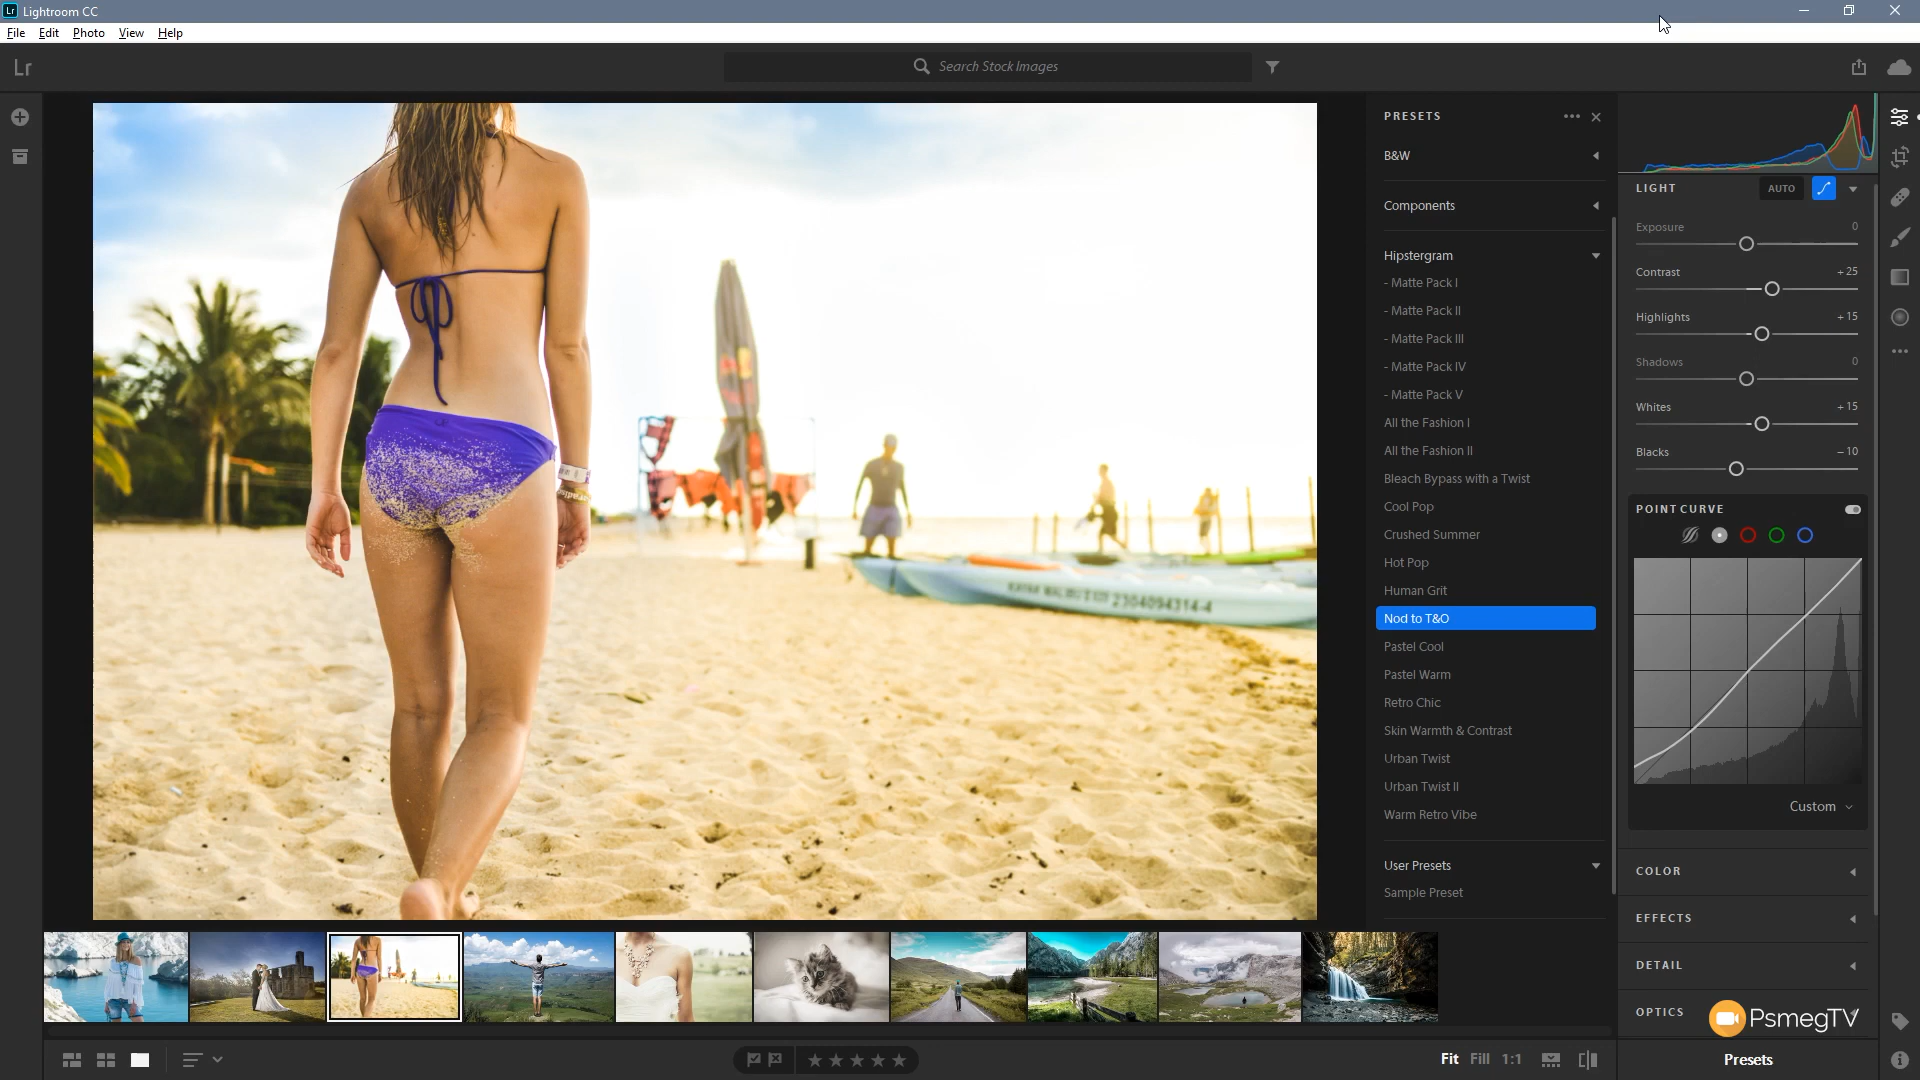 Lr Lightroom CC
File Edit Photo View Help
Lr
Search Stock Images
PRESETS
B&W
Components
Hipstergram
- Matte Pack I
- Matte Pack II
- Matte Pack III
- Matte Pack IV
- Matte Pack V
All the Fashion I
All the Fashion II
Bleach Bypass with a Twist
Cool Pop
Crushed Summer
Hot Pop
Human Grit
Nod to T&O
Pastel Cool
Pastel Warm
Retro Chic
Skin Warmth & Contrast
Urban Twist
Urban Twist II
Warm Retro Vibe
User Presets
Sample Preset
LIGHT AUTO
Exposure 0
Contrast +25
Highlights +15
Shadows 0
Whites +15
Blacks -10
POINT CURVE
Custom
COLOR
EFFECTS
DETAIL
OPTICS
PsmegTV
Fit Fill 1:1
Presets
2304094314-4